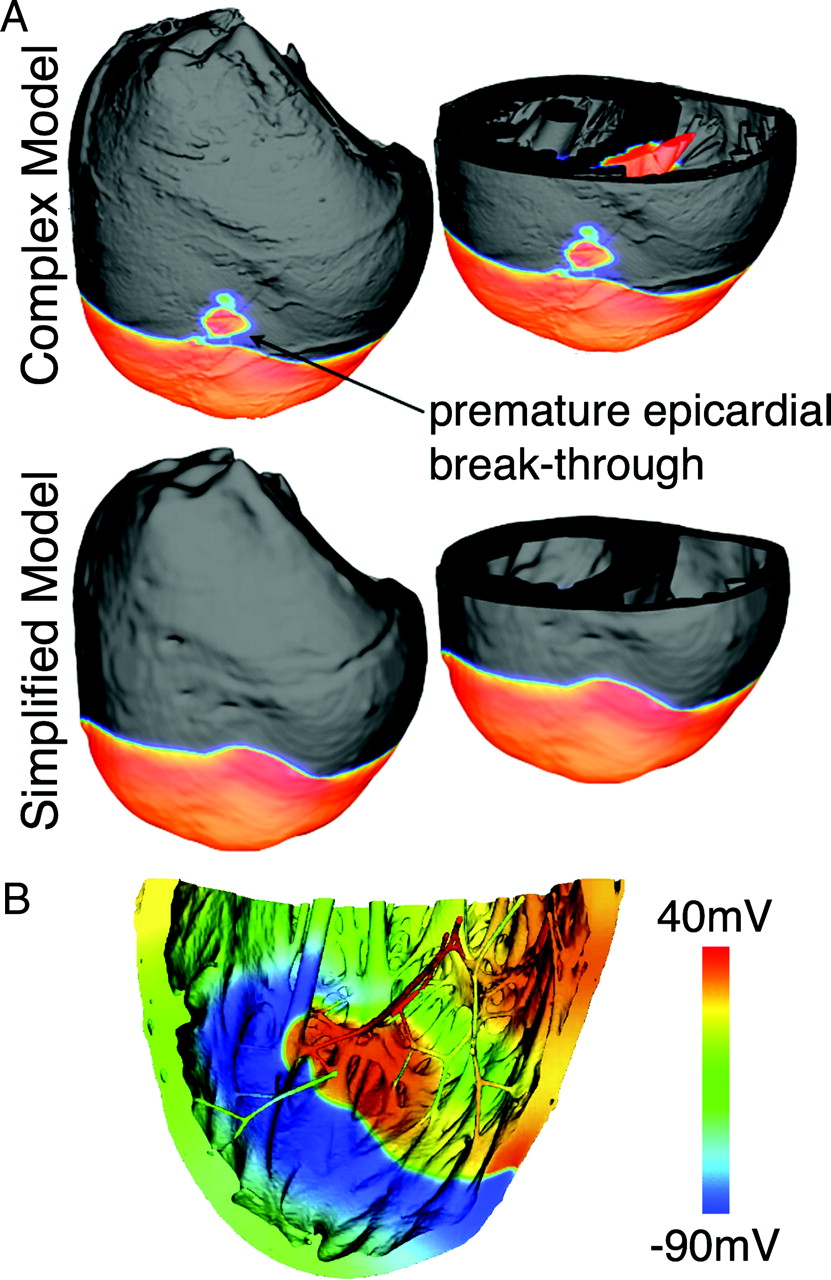 A
Complex Model
premature epicardial
break-through
Simplified Model
B
40mV
-90mV